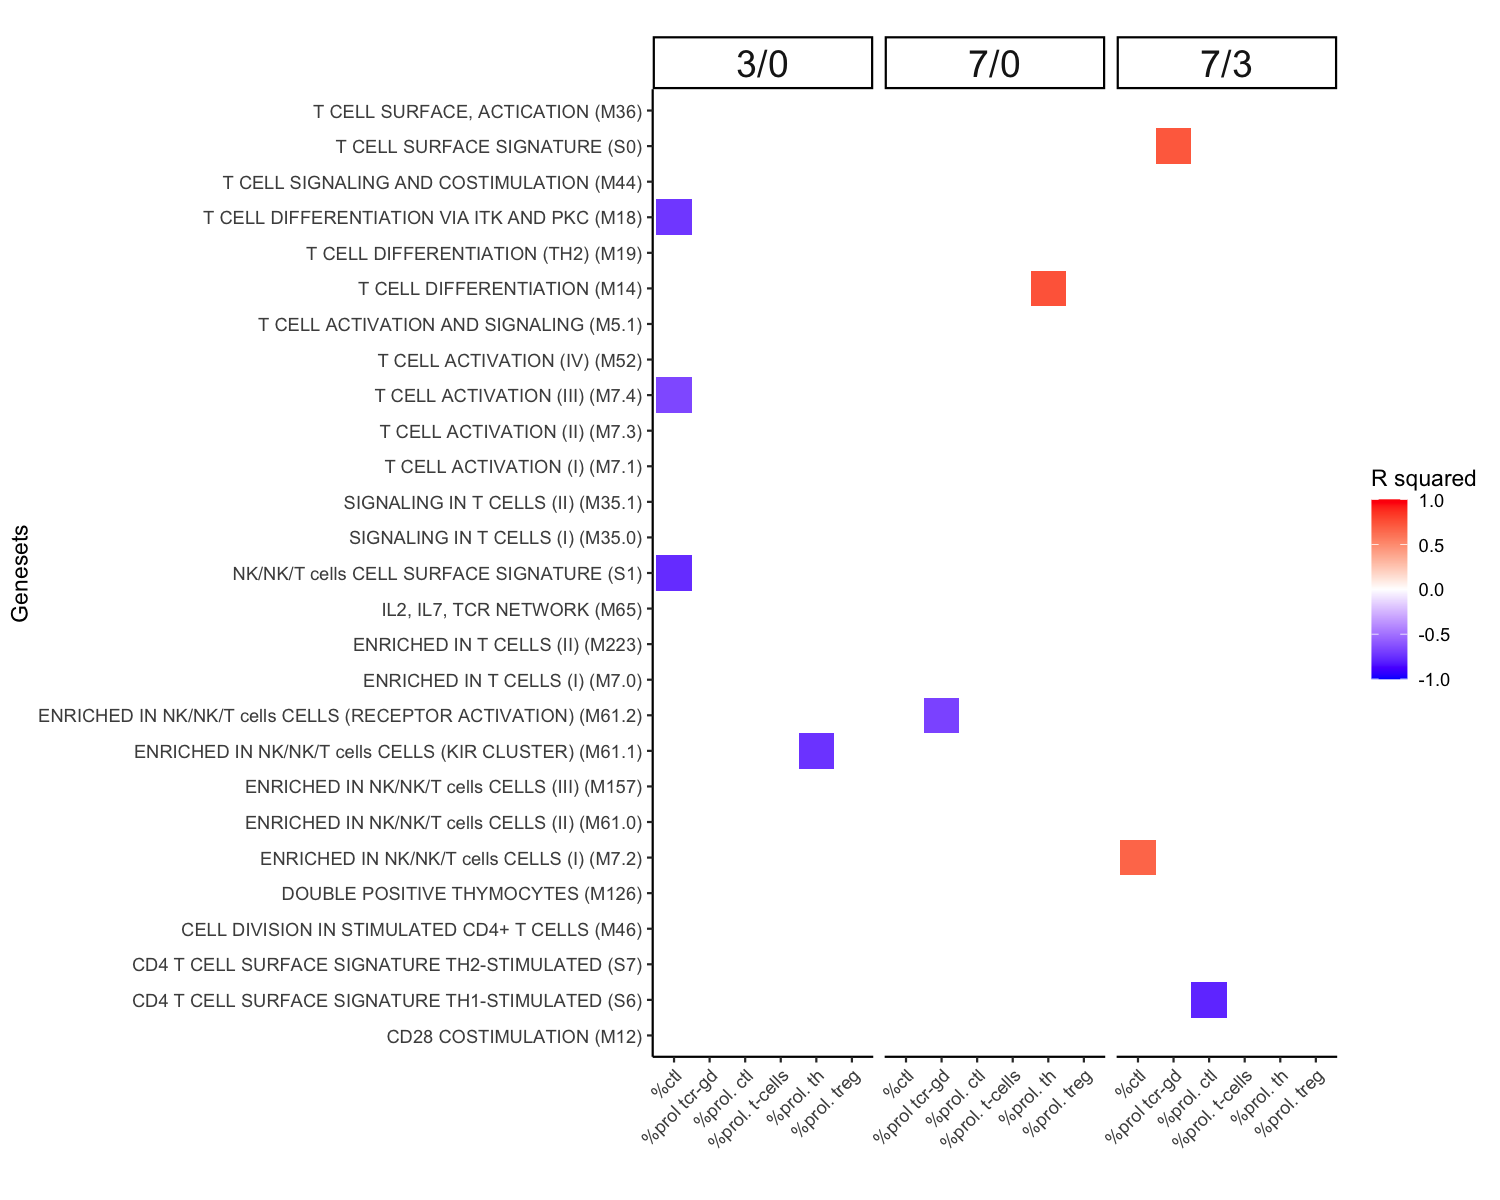 3/0
7/0
7/3
T CELL SURFACE, ACTICATION (M36)
T CELL SURFACE SIGNATURE (S0)
T CELL SIGNALING AND COSTIMULATION (M44)
T CELL DIFFERENTIATION VIA ITK AND PKC (M18)
T CELL DIFFERENTIATION (TH2) (M19)
T CELL DIFFERENTIATION (M14)
T CELL ACTIVATION AND SIGNALING (M5.1)
T CELL ACTIVATION (IV) (M52)
T CELL ACTIVATION (III) (M7.4)
T CELL ACTIVATION (II) (M7.3)
T CELL ACTIVATION (I) (M7.1)
SIGNALING IN T CELLS (II) (M35.1)
SIGNALING IN T CELLS (I) (M35.0)
NK/NK/T cells CELL SURFACE SIGNATURE (S1)
IL2, IL7, TCR NETWORK (M65)
ENRICHED IN T CELLS (II) (M223)
ENRICHED IN T CELLS (I) (M7.0)
ENRICHED IN NK/NK/T cells CELLS (RECEPTOR ACTIVATION) (M61.2)
ENRICHED IN NK/NK/T cells CELLS (KIR CLUSTER) (M61.1)
ENRICHED IN NK/NK/T cells CELLS (III) (M157)
ENRICHED IN NK/NK/T cells CELLS (II) (M61.0)
ENRICHED IN NK/NK/T cells CELLS (I) (M7.2)
DOUBLE POSITIVE THYMOCYTES (M126)
CELL DIVISION IN STIMULATED CD4+ T CELLS (M46)
CD4 T CELL SURFACE SIGNATURE TH2-STIMULATED (S7)
CD4 T CELL SURFACE SIGNATURE TH1-STIMULATED (S6)
CD28 COSTIMULATION (M12)
Genesets
%ctl
%prol tcr-gd
%prol. ctl
%prol. t-cells
%prol. th
%prol. treg
%ctl
%prol tcr-gd
%prol. ctl
%prol. t-cells
%prol. th
%prol. treg
%ctl
%prol tcr-gd
%prol. ctl
%prol. t-cells
%prol. th
%prol. treg
R squared
1.0
0.5
0.0
-0.5
-1.0